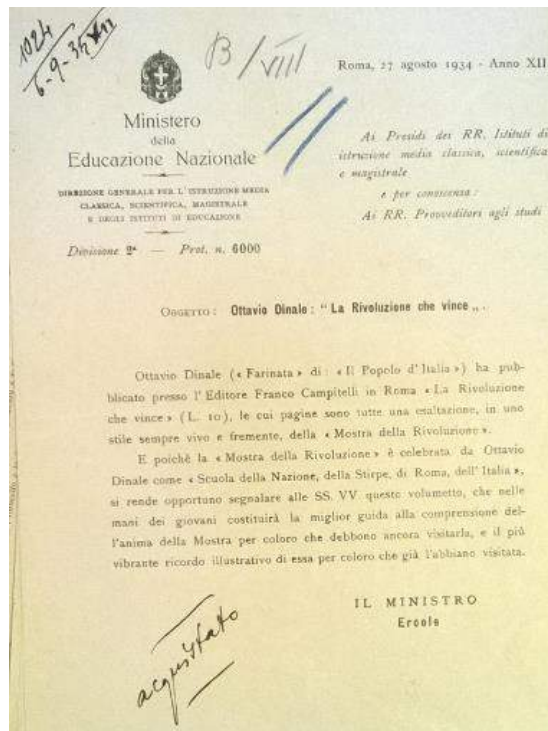 1024
6-9-34 XII
B/VIII
Roma, 27 agosto 1934 - Anno XII
Ministero
della
Educazione Nazionale
DIREZIONE GENERALE PER L'ISTRUZIONE MEDIA
CLASSICA, SCIENTIFICA, MAGISTRALE
E DEGLI ISTITUTI DI EDUCAZIONE
Divisione 2ª — Prot. n. 6000
Ai Presidi dei RR. Istituti di
istruzione media classica, scientifica
e magistrale
e per conoscenza:
Ai RR. Provveditori agli studi
OGGETTO: Ottavio Dinale: "La Rivoluzione che vince„.
Ottavio Dinale (« Farinata » di: « Il Popolo d'Italia ») ha pub-
blicato presso l'Editore Franco Campitelli in Roma « La Rivoluzione
che vince » (L. 10), le cui pagine sono tutte una esaltazione, in uno
stile sempre vivo e fremente, della « Mostra della Rivoluzione ».
E poichè la « Mostra della Rivoluzione » è celebrata da Ottavio
Dinale come « Scuola della Nazione, della Stirpe, di Roma, dell'Italia »,
si rende opportuno segnalare alle SS. VV questo volumetto, che nelle
mani dei giovani costituirà la miglior guida alla comprensione del-
l'anima della Mostra per coloro che debbono ancora visitarla, e il più
vibrante ricordo illustrativo di essa per coloro che già l'abbiano visitata.
IL MINISTRO
Ercole
acquistato